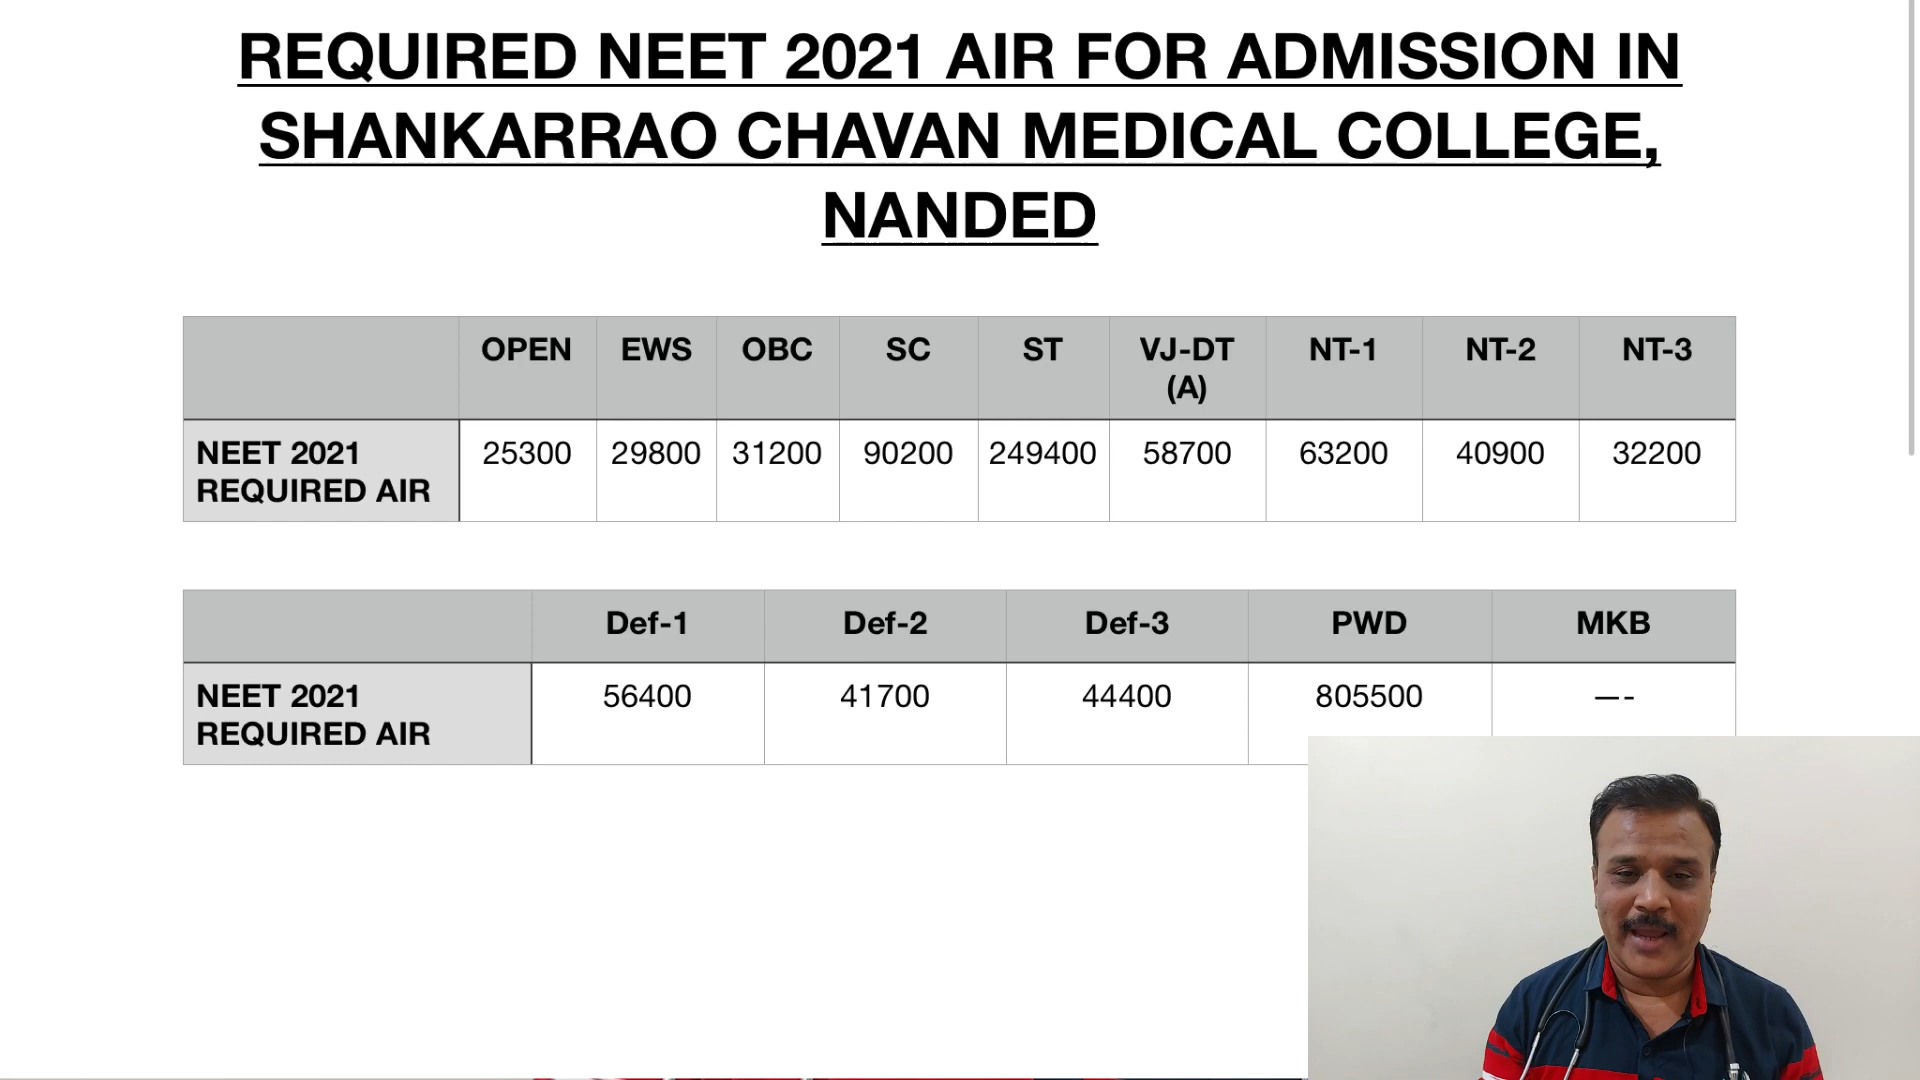 REQUIRED NEET 2021 AIR FOR ADMISSION IN
SHANKARRAO CHAVAN MEDICAL COLLEGE,
NANDED
OPEN EWS OBC SC ST VJ-DT (A) NT-1 NT-2 NT-3
NEET 2021 REQUIRED AIR 25300 29800 31200 90200 249400 58700 63200 40900 32200
Def-1 Def-2 Def-3 PWD MKB
NEET 2021 REQUIRED AIR 56400 41700 44400 805500 —-